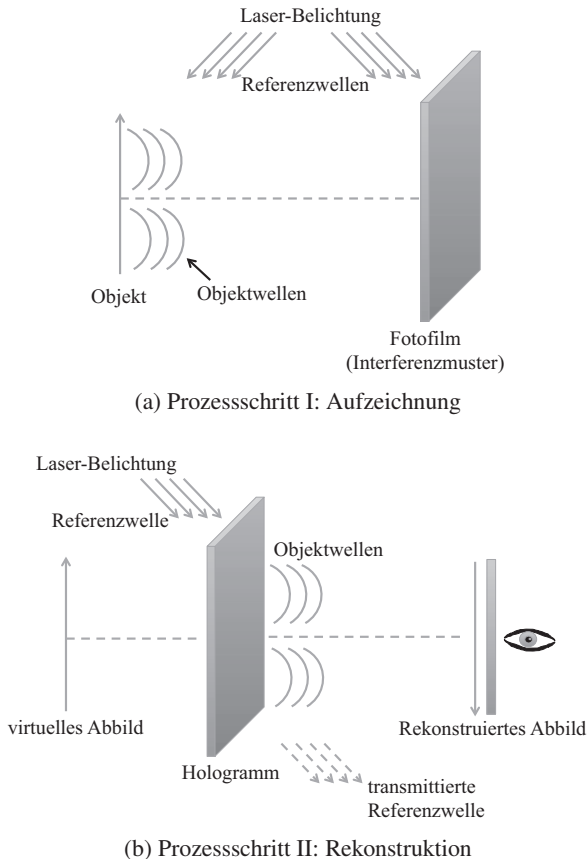 Laser-Belichtung
Referenzwellen
Objekt
Objektwellen
Fotofilm
(Interferenzmuster)
(a) Prozessschritt I: Aufzeichnung
Laser-Belichtung
Referenzwelle
Objektwellen
virtuelles Abbild
Rekonstruiertes Abbild
Hologramm
transmittierte
Referenzwelle
(b) Prozessschritt II: Rekonstruktion